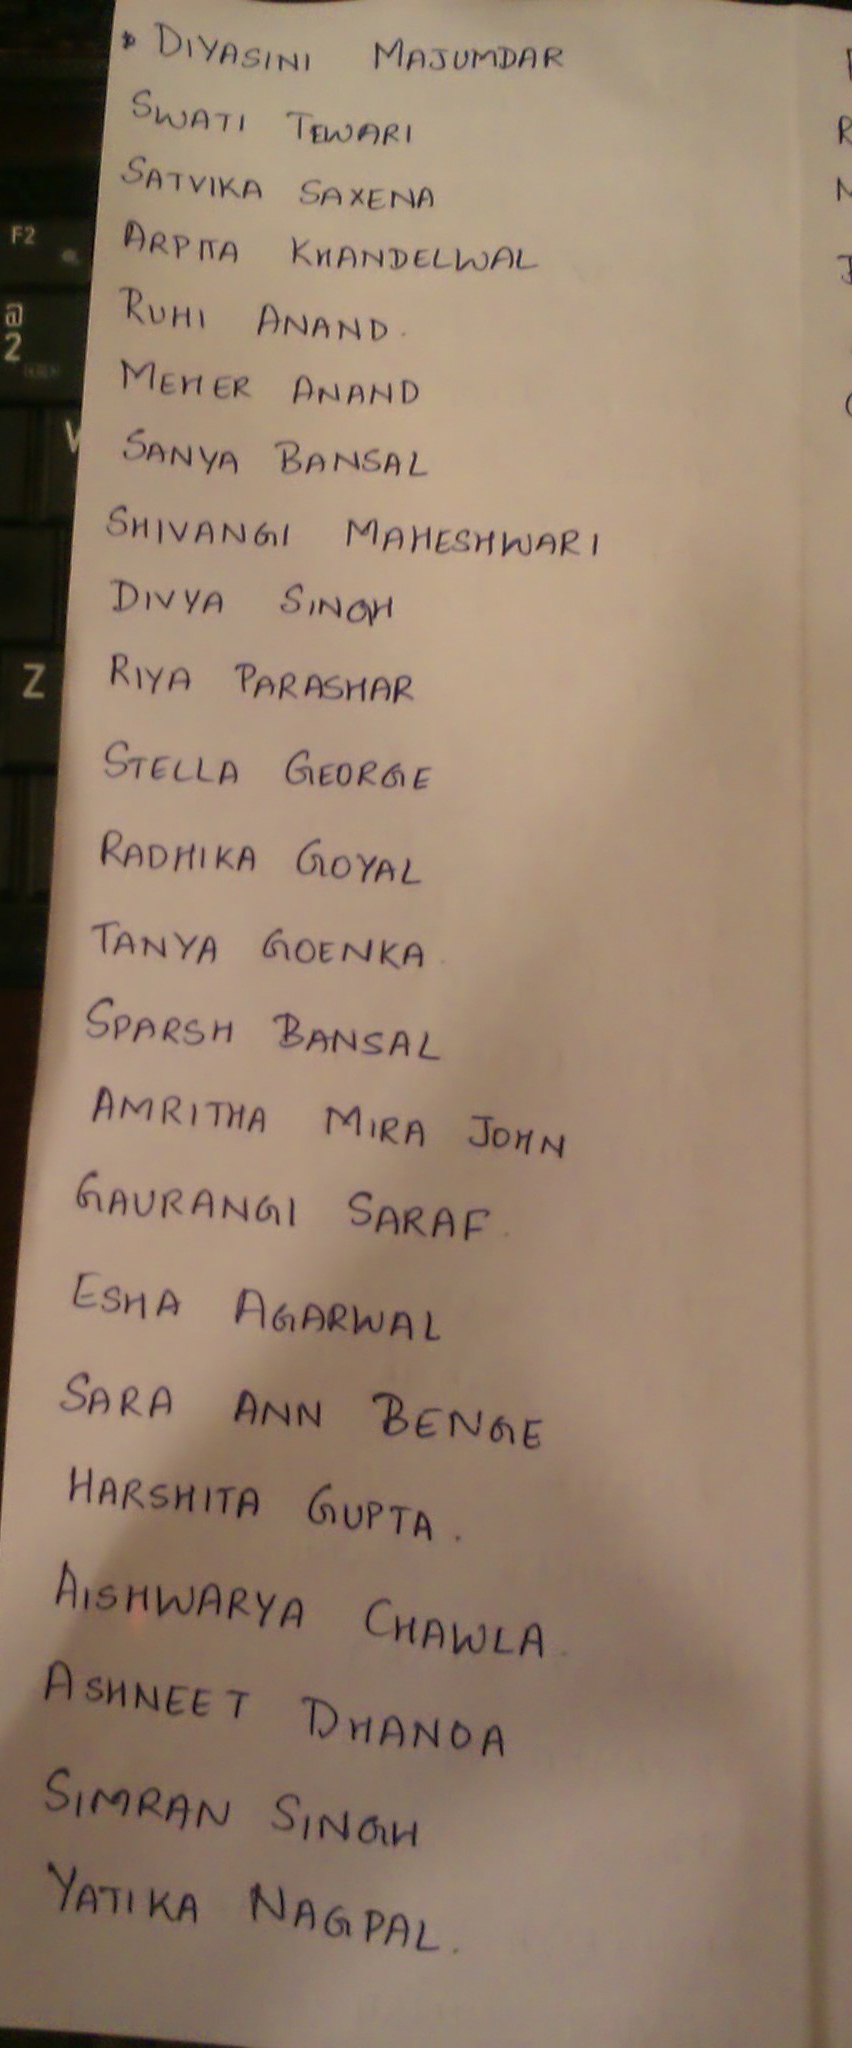 * DIYASINI MAJUMDAR
SWATI TEWARI
SATVIKA SAXENA
ARPITA KHANDELWAL
RUHI ANAND.
MEHER ANAND
SANYA BANSAL
SHIVANGI MAHESHWARI
DIVYA SINGH
RIYA PARASHAR
STELLA GEORGE
RADHIKA GOYAL
TANYA GOENKA.
SPARSH BANSAL
AMRITHA MIRA JOHN
GAURANGI SARAF.
ESHA AGARWAL
SARA ANN BENGE
HARSHITA GUPTA.
AISHWARYA CHAWLA.
ASHNEET DHANDA
SIMRAN SINGH
YATIKA NAGPAL.
F2
@
2
Z